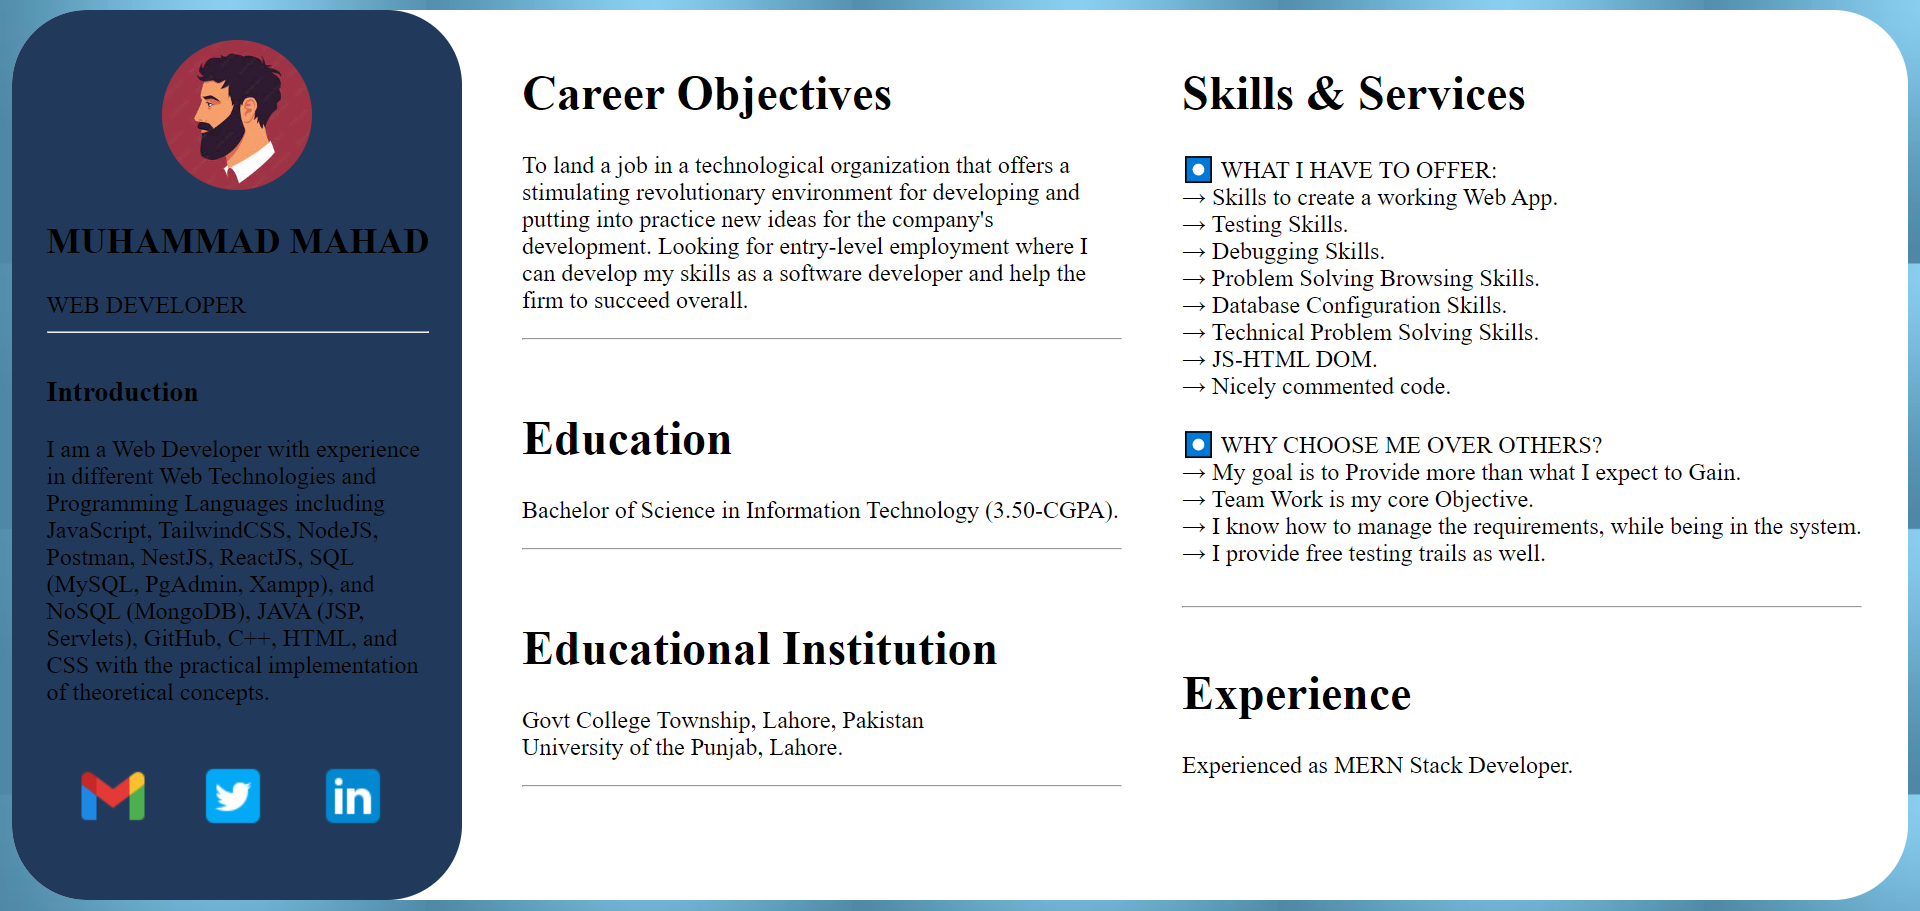 MUHAMMAD MAHAD
WEB DEVELOPER
Introduction
I am a Web Developer with experience
in different Web Technologies and
Programming Languages including
JavaScript, TailwindCSS, NodeJS,
Postman, NestJS, ReactJS, SQL
(MySQL, PgAdmin, Xampp), and
NoSQL (MongoDB), JAVA (JSP,
Servlets), GitHub, C++, HTML, and
CSS with the practical implementation
of theoretical concepts.
in
Career Objectives
To land a job in a technological organization that offers a
stimulating revolutionary environment for developing and
putting into practice new ideas for the company's
development. Looking for entry-level employment where I
can develop my skills as a software developer and help the
firm to succeed overall.
Education
Bachelor of Science in Information Technology (3.50-CGPA).
Educational Institution
Govt College Township, Lahore, Pakistan
University of the Punjab, Lahore.
Skills & Services
⏺ WHAT I HAVE TO OFFER:
→ Skills to create a working Web App.
→ Testing Skills.
→ Debugging Skills.
→ Problem Solving Browsing Skills.
→ Database Configuration Skills.
→ Technical Problem Solving Skills.
→ JS-HTML DOM.
→ Nicely commented code.
⏺ WHY CHOOSE ME OVER OTHERS?
→ My goal is to Provide more than what I expect to Gain.
→ Team Work is my core Objective.
→ I know how to manage the requirements, while being in the system.
→ I provide free testing trails as well.
Experience
Experienced as MERN Stack Developer.